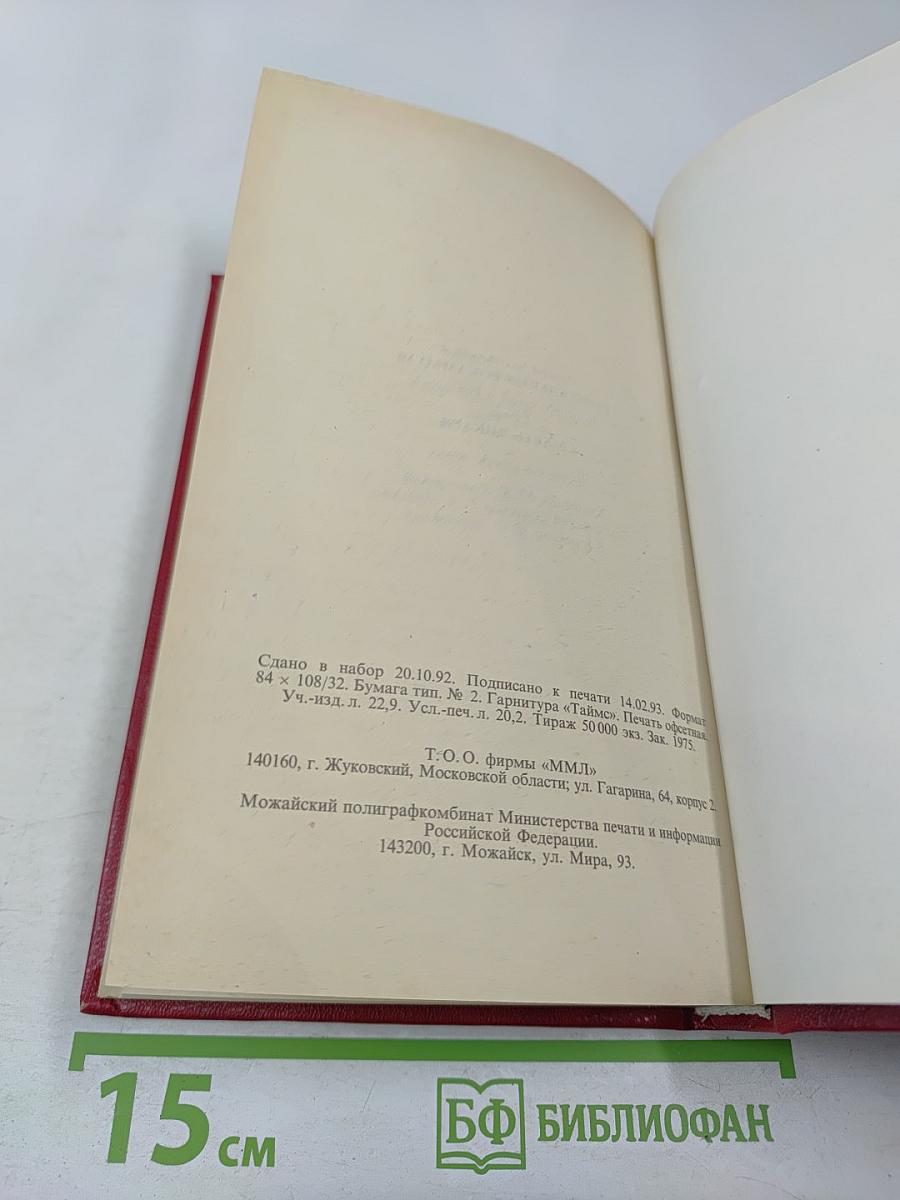 Сдано в набор 20.10.92. Подписано к печати 14.02.93. Формат
84 × 108/32. Бумага тип. № 2. Гарнитура «Таймс». Печать офсетная.
Уч.-изд. л. 22,9. Усл.-печ. л. 20,2. Тираж 50 000 экз. Зак. 1975.
Т. О. О. фирмы «ММЛ»
140160, г. Жуковский, Московской области; ул. Гагарина, 64, корпус 2.
Можайский полиграфкомбинат Министерства печати и информации
Российской Федерации.
143200, г. Можайск, ул. Мира, 93.
15 см
БФ БИБЛИОФАН